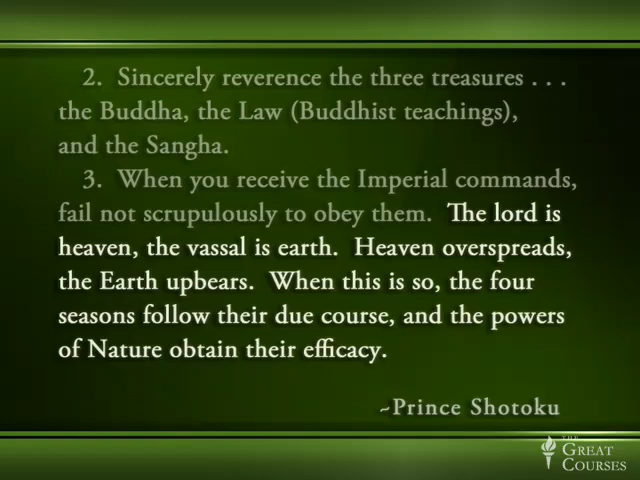 2. Sincerely reverence the three treasures . . .
the Buddha, the Law (Buddhist teachings),
and the Sangha.
3. When you receive the Imperial commands,
fail not scrupulously to obey them. The lord is
heaven, the vassal is earth. Heaven overspreads,
the Earth upbears. When this is so, the four
seasons follow their due course, and the powers
of Nature obtain their efficacy.
~Prince Shotoku
THE
GREAT
COURSES